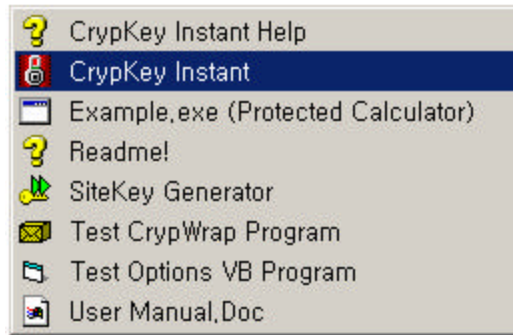 CrypKey Instant Help
CrypKey Instant
Example.exe (Protected Calculator)
Readme!
SiteKey Generator
Test CrypWrap Program
Test Options VB Program
User Manual.Doc